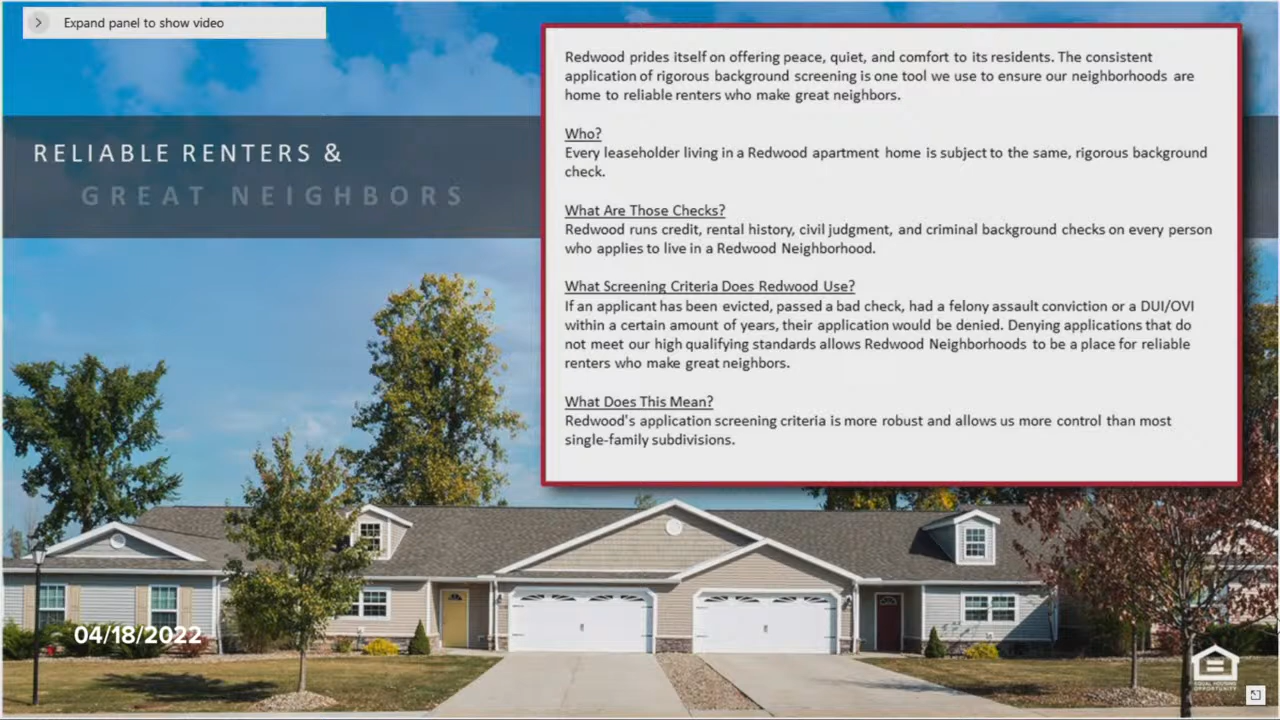 Expand panel to show video
RELIABLE RENTERS &
GREAT NEIGHBORS
Redwood prides itself on offering peace, quiet, and comfort to its residents. The consistent
application of rigorous background screening is one tool we use to ensure our neighborhoods are
home to reliable renters who make great neighbors.
Who?
Every leaseholder living in a Redwood apartment home is subject to the same, rigorous background
check.
What Are Those Checks?
Redwood runs credit, rental history, civil judgment, and criminal background checks on every person
who applies to live in a Redwood Neighborhood.
What Screening Criteria Does Redwood Use?
If an applicant has been evicted, passed a bad check, had a felony assault conviction or a DUI/OVI
within a certain amount of years, their application would be denied. Denying applications that do
not meet our high qualifying standards allows Redwood Neighborhoods to be a place for reliable
renters who make great neighbors.
What Does This Mean?
Redwood's application screening criteria is more robust and allows us more control than most
single-family subdivisions.
04/18/2022
EQUAL HOUSING
OPPORTUNITY